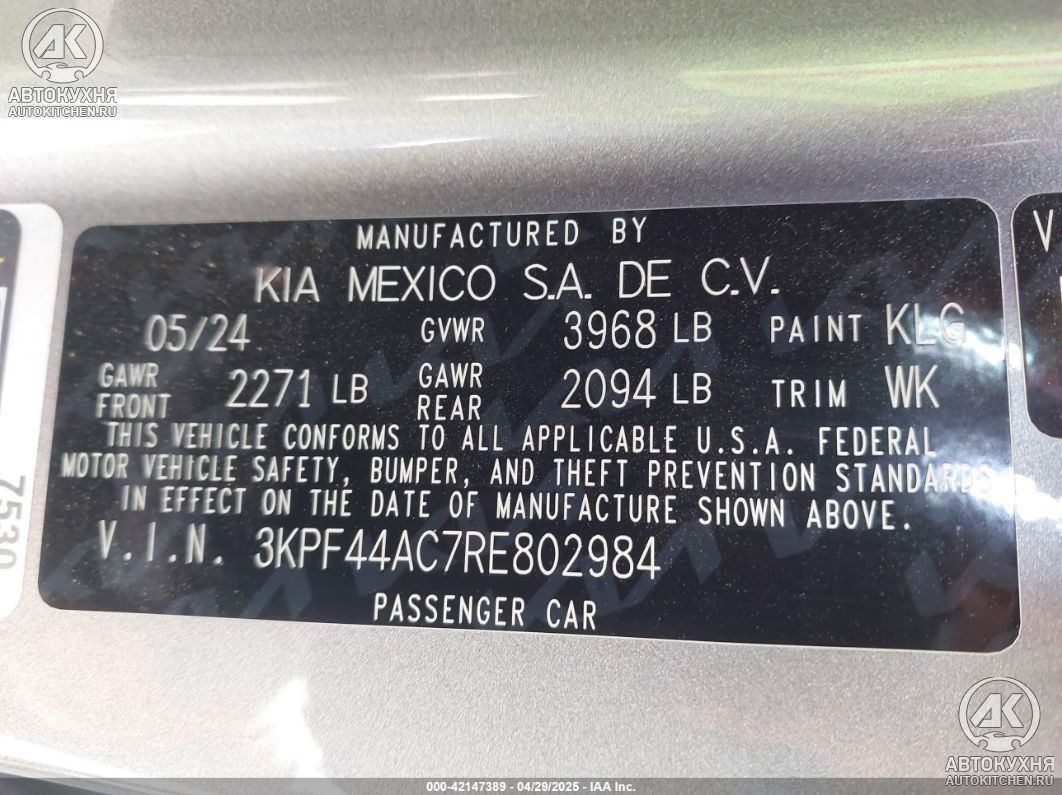 AK
АВТОКУХНЯ
AUTOKITCHEN.RU
MANUFACTURED BY
KIA MEXICO S.A. DE C.V.
05/24 GVWR 3968 LB PAINT KLG
GAWR FRONT 2271 LB GAWR REAR 2094 LB TRIM WK
THIS VEHICLE CONFORMS TO ALL APPLICABLE U.S.A. FEDERAL
MOTOR VEHICLE SAFETY, BUMPER, AND THEFT PREVENTION STANDARDS
IN EFFECT ON THE DATE OF MANUFACTURE SHOWN ABOVE.
V.I.N. 3KPF44AC7RE802984
PASSENGER CAR
7530
V
AK
АВТОКУХНЯ
AUTOKITCHEN.RU
000-42147389 - 04/29/2025 - IAA Inc.